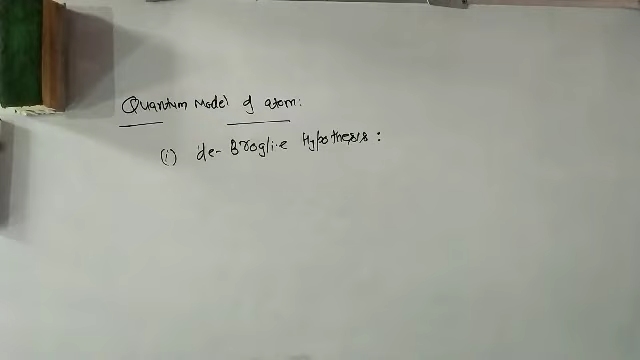 Quantum Model of atom:
(i) de-Broglie Hypothesis: